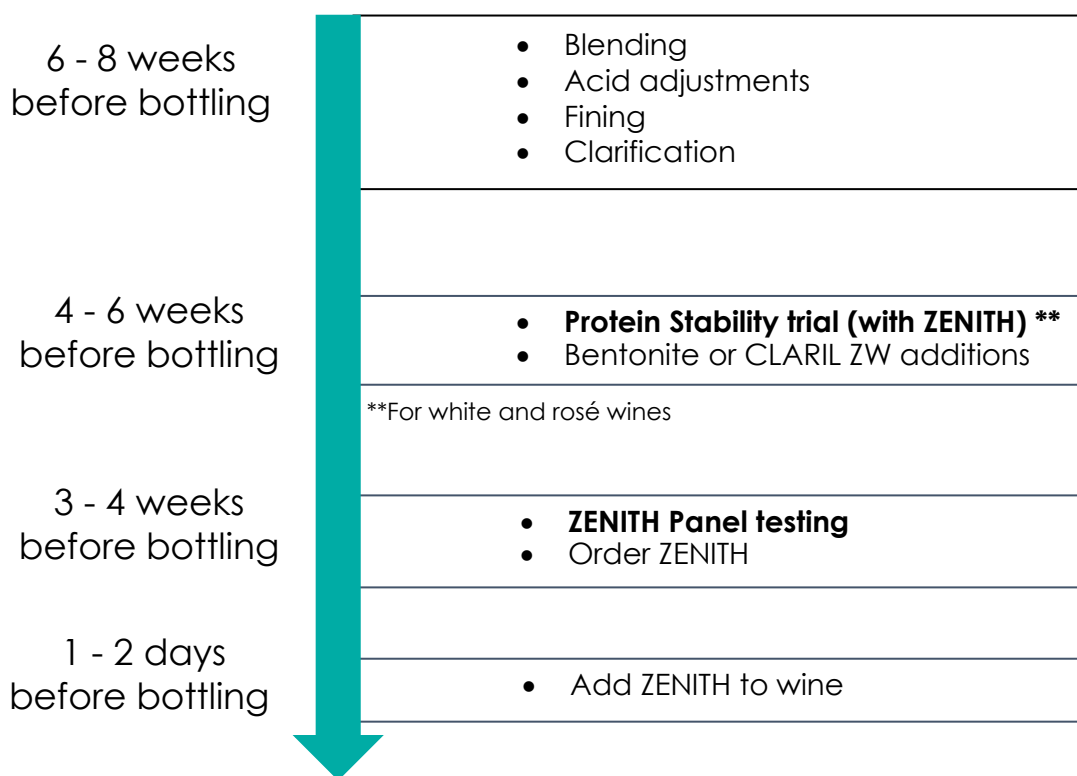 6 - 8 weeks
before bottling
• Blending
• Acid adjustments
• Fining
• Clarification
4 - 6 weeks
before bottling
• Protein Stability trial (with ZENITH) **
• Bentonite or CLARIL ZW additions
**For white and rosé wines
3 - 4 weeks
before bottling
• ZENITH Panel testing
• Order ZENITH
1 - 2 days
before bottling
• Add ZENITH to wine